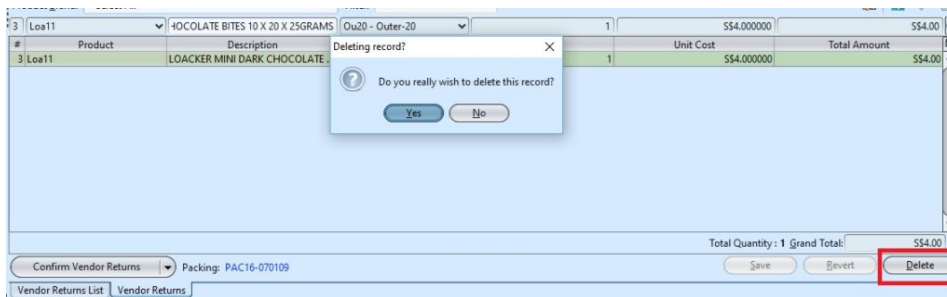 3 Loa11 HOCOLATE BITES 10 X 20 X 25GRAMS Ou20 - Outer-20 1 S$4.000000 S$4.00
# Product Description Unit Cost Total Amount
3 Loa11 LOACKER MINI DARK CHOCOLATE . 1 S$4.000000 S$4.00
Deleting record?
Do you really wish to delete this record?
Yes No
Total Quantity : 1 Grand Total: S$4.00
Confirm Vendor Returns Packing: PAC16-070109 Save Revert Delete
Vendor Returns List Vendor Returns